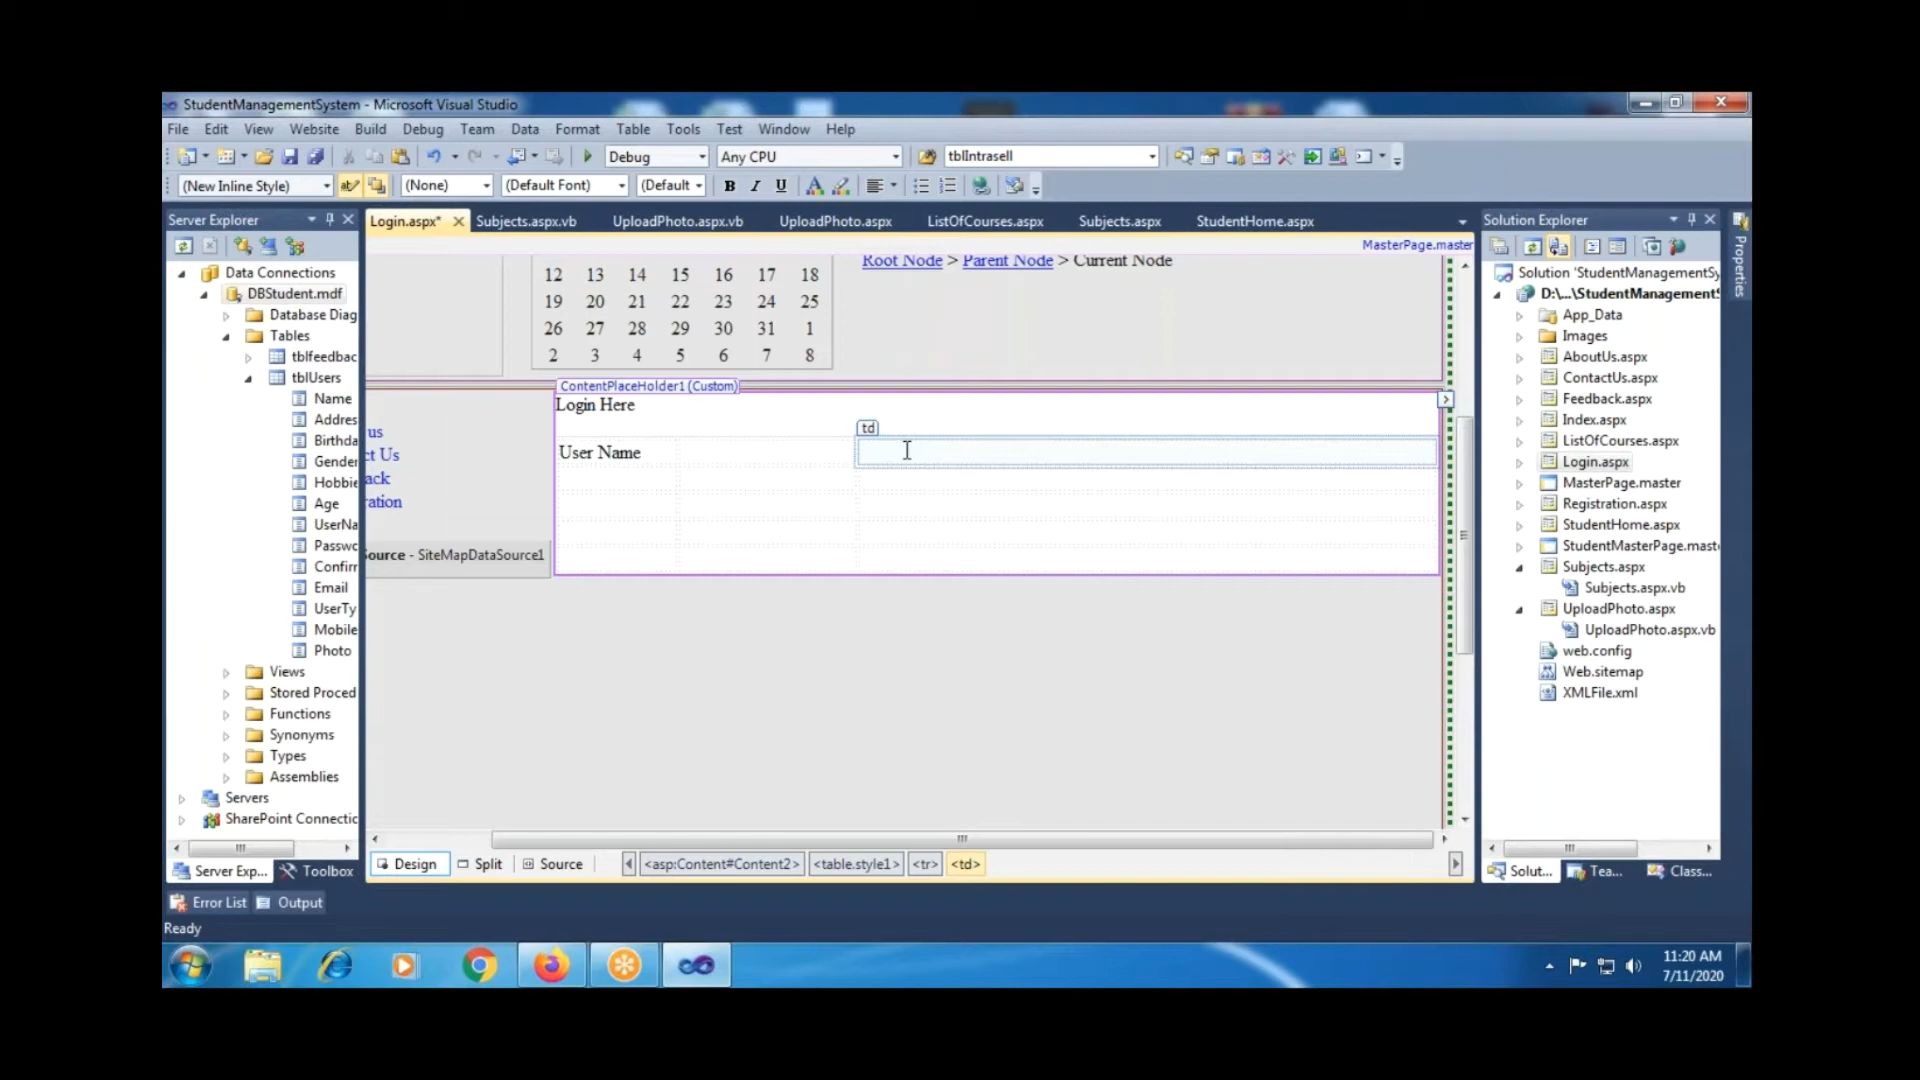 StudentManagementSystem - Microsoft Visual Studio
File Edit View Website Build Debug Team Data Format Table Tools Test Window Help
Debug Any CPU tblIntrasell
(New Inline Style) (None) (Default Font) (Default B I U A
Server Explorer
Login.aspx* Subjects.aspx.vb UploadPhoto.aspx.vb UploadPhoto.aspx ListOfCourses.aspx Subjects.aspx StudentHome.aspx
Data Connections
DBStudent.mdf
Database Diag
Tables
tblfeedbac
tblUsers
Name
Addres
Birthda
Gender
Hobbie
Age
UserNa
Passwo
Confirr
Email
UserTy
Mobile
Photo
Views
Stored Proced
Functions
Synonyms
Types
Assemblies
Servers
SharePoint Connectic
Server Exp... Toolbox
MasterPage.master
12 13 14 15 16 17 18
19 20 21 22 23 24 25
26 27 28 29 30 31 1
2 3 4 5 6 7 8
Root Node > Parent Node > Current Node
ContentPlaceHolder1 (Custom)
Login Here
td
User Name
us
ct Us
ack
ration
ource - SiteMapDataSource1
Design Split Source <asp:Content#Content2> <table.style1> <tr> <td>
Solution Explorer
Solution 'StudentManagementSy
D:\...\StudentManagementS
App_Data
Images
AboutUs.aspx
ContactUs.aspx
Feedback.aspx
Index.aspx
ListOfCourses.aspx
Login.aspx
MasterPage.master
Registration.aspx
StudentHome.aspx
StudentMasterPage.mast
Subjects.aspx
Subjects.aspx.vb
UploadPhoto.aspx
UploadPhoto.aspx.vb
web.config
Web.sitemap
XMLFile.xml
Solut... Tea... Class...
Properties
Error List Output
Ready
11:20 AM
7/11/2020